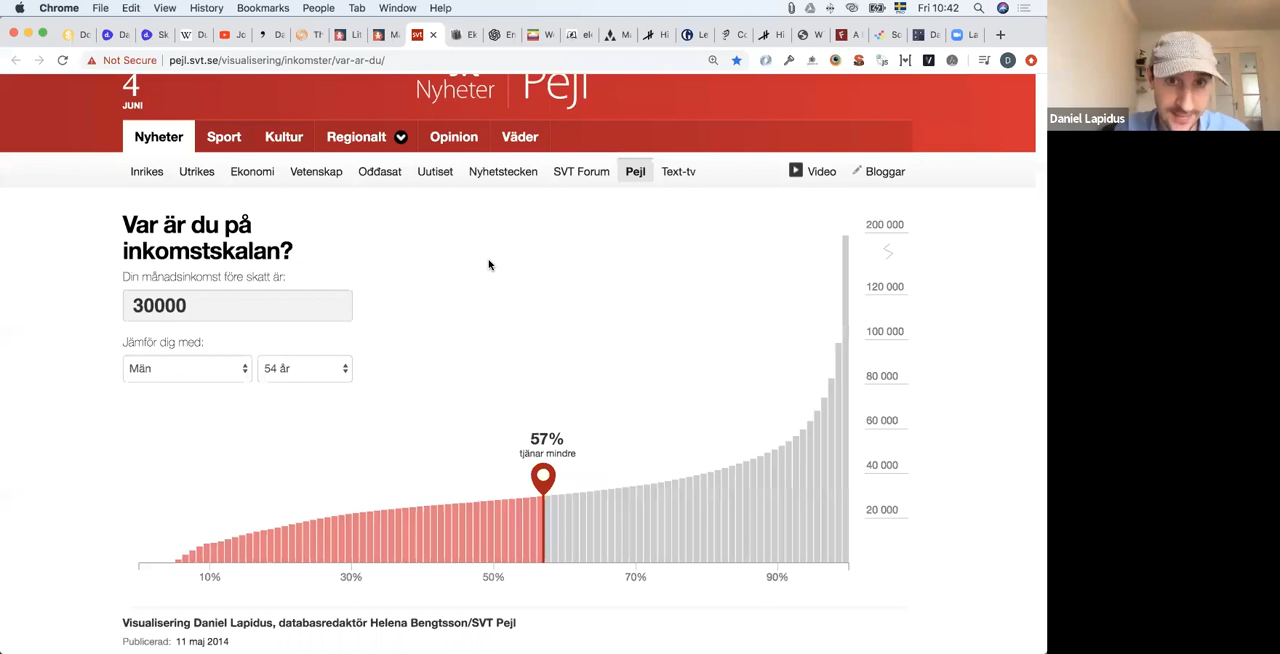 Chrome File Edit View History Bookmarks People Tab Window Help Fri 10:42
Not Secure pejl.svt.se/visualisering/inkomster/var-ar-du/
4
JUNI
Nyheter Pejl
Nyheter Sport Kultur Regionalt Opinion Väder
Inrikes Utrikes Ekonomi Vetenskap Ođđasat Uutiset Nyhetstecken SVT Forum Pejl Text-tv Video Bloggar
Var är du på
inkomstskalan?
Din månadsinkomst före skatt är:
30000
Jämför dig med:
Män 54 år
200 000
120 000
100 000
80 000
60 000
40 000
20 000
57%
tjänar mindre
10% 30% 50% 70% 90%
Visualisering Daniel Lapidus, databasredaktör Helena Bengtsson/SVT Pejl
Publicerad: 11 maj 2014
Daniel Lapidus